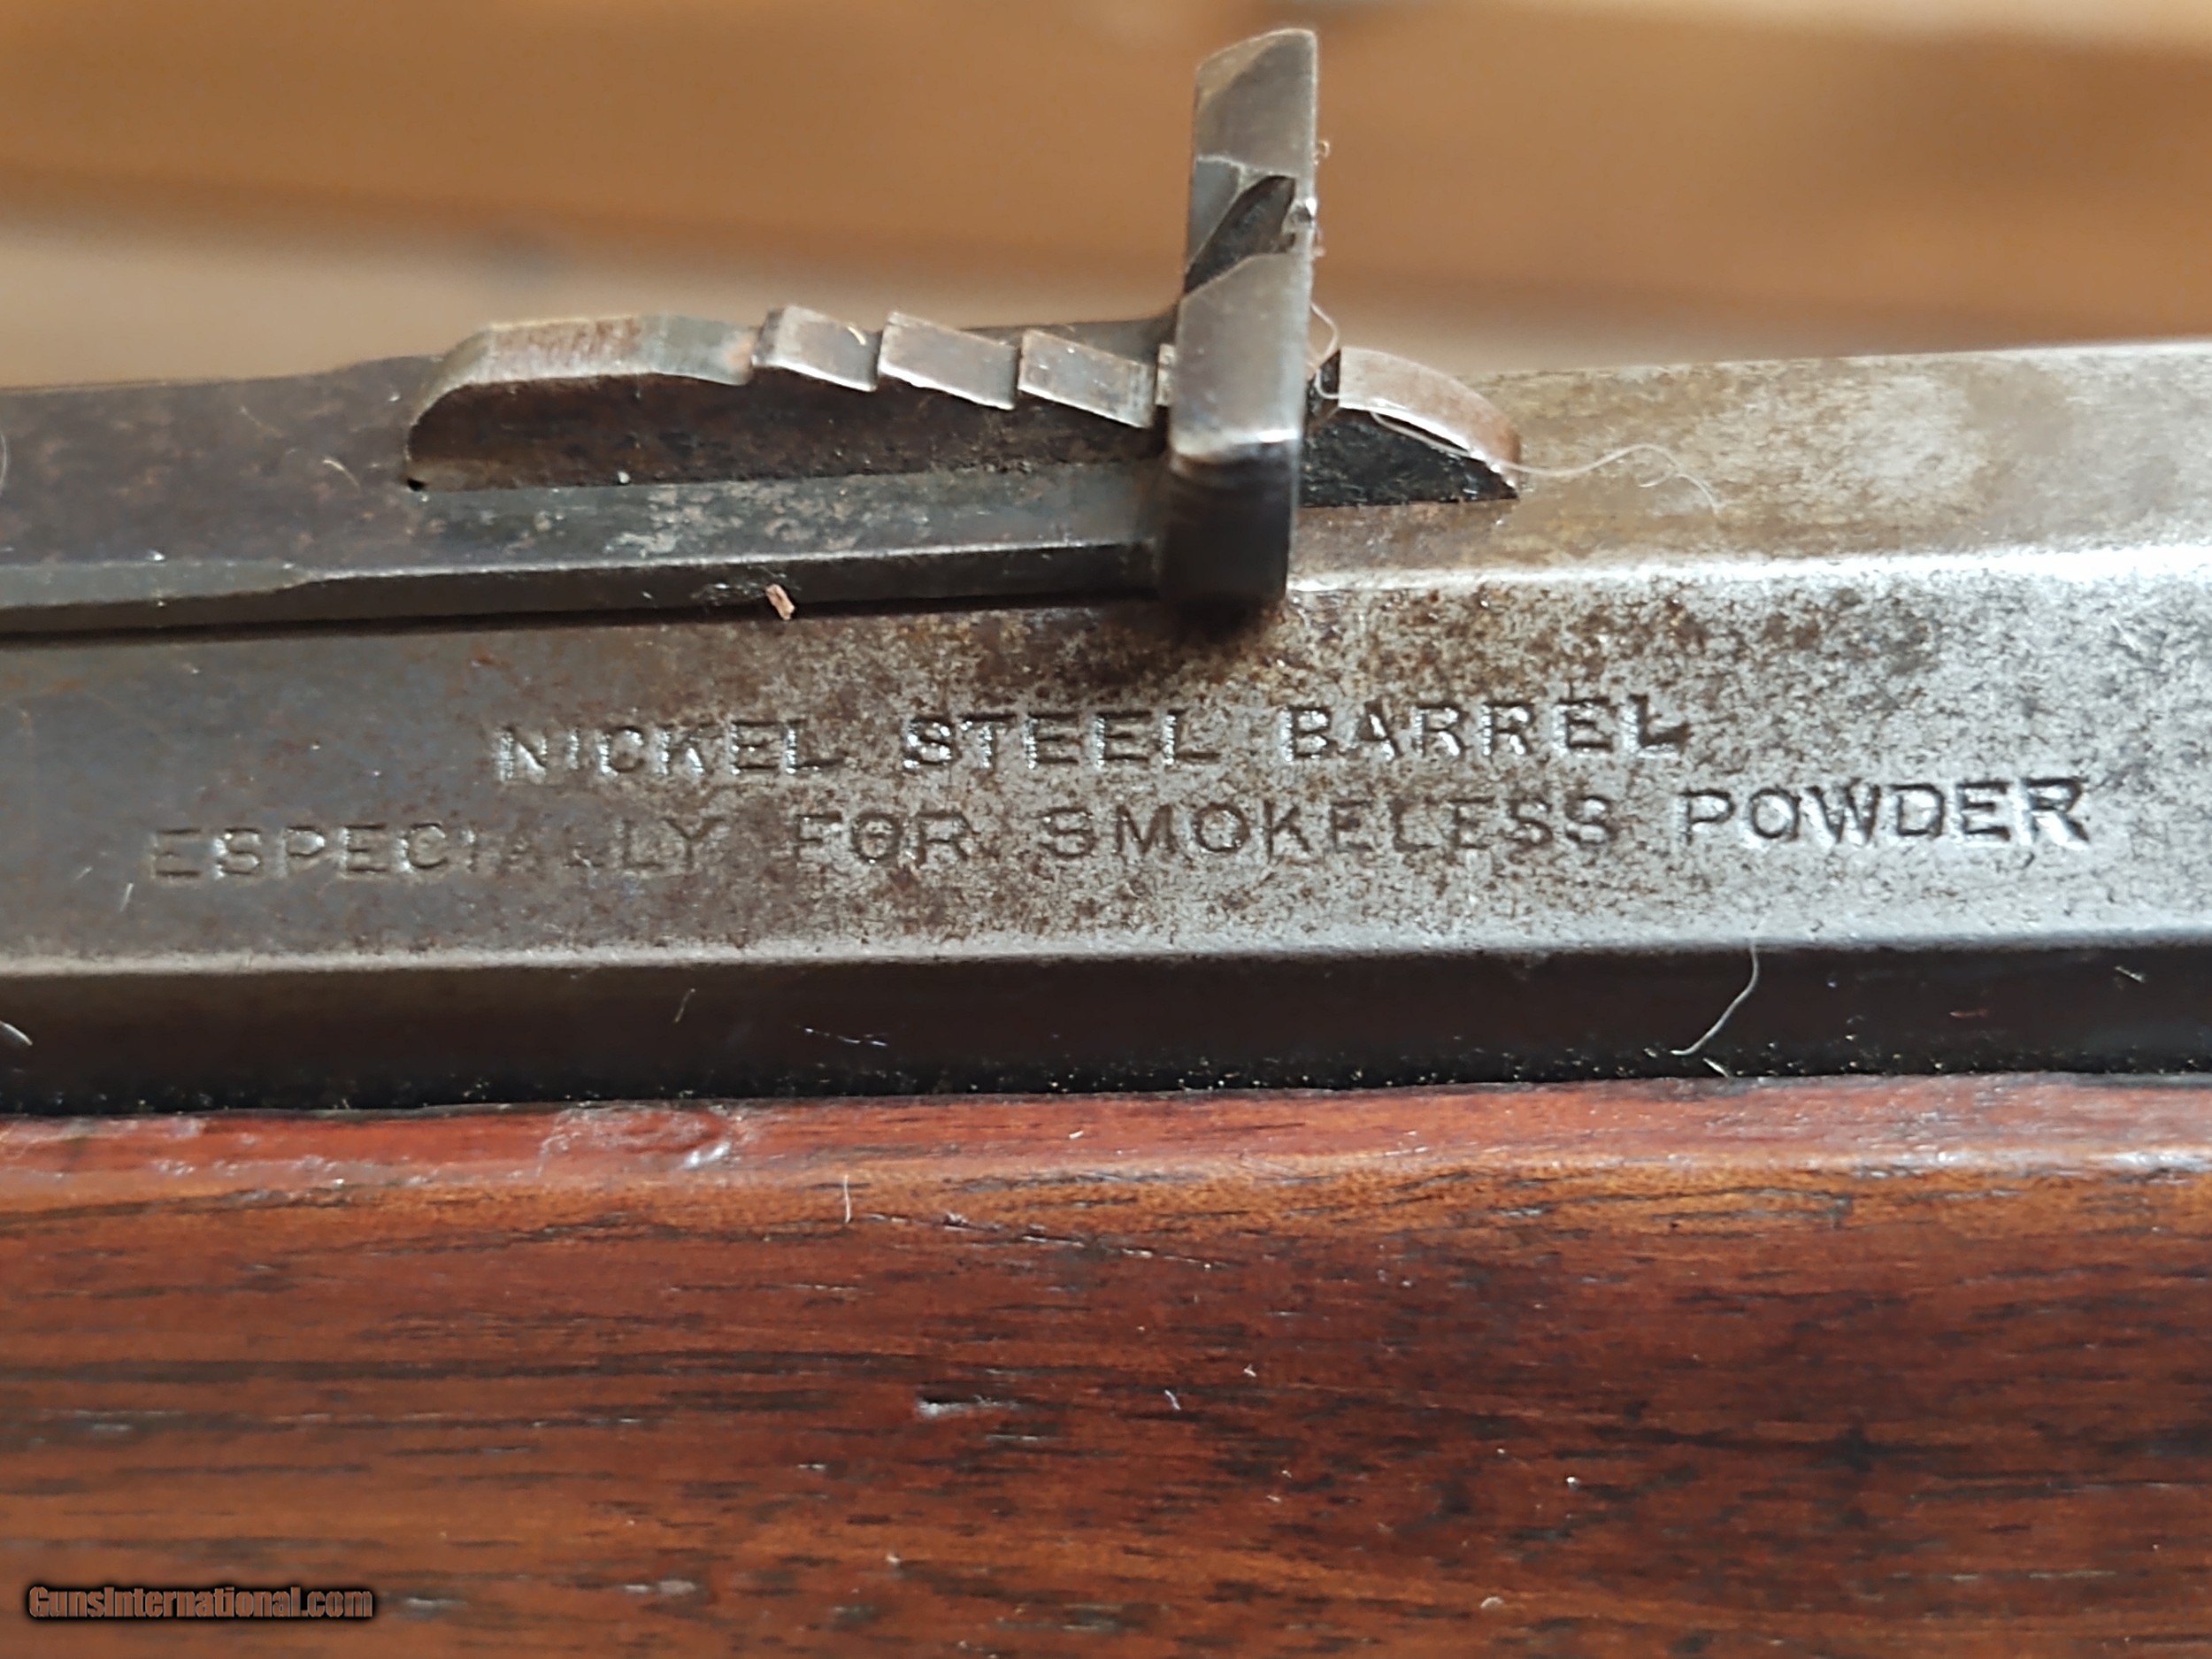 NICKEL STEEL BARREL
ESPECIALLY FOR SMOKELESS POWDER
GunsInternational.com